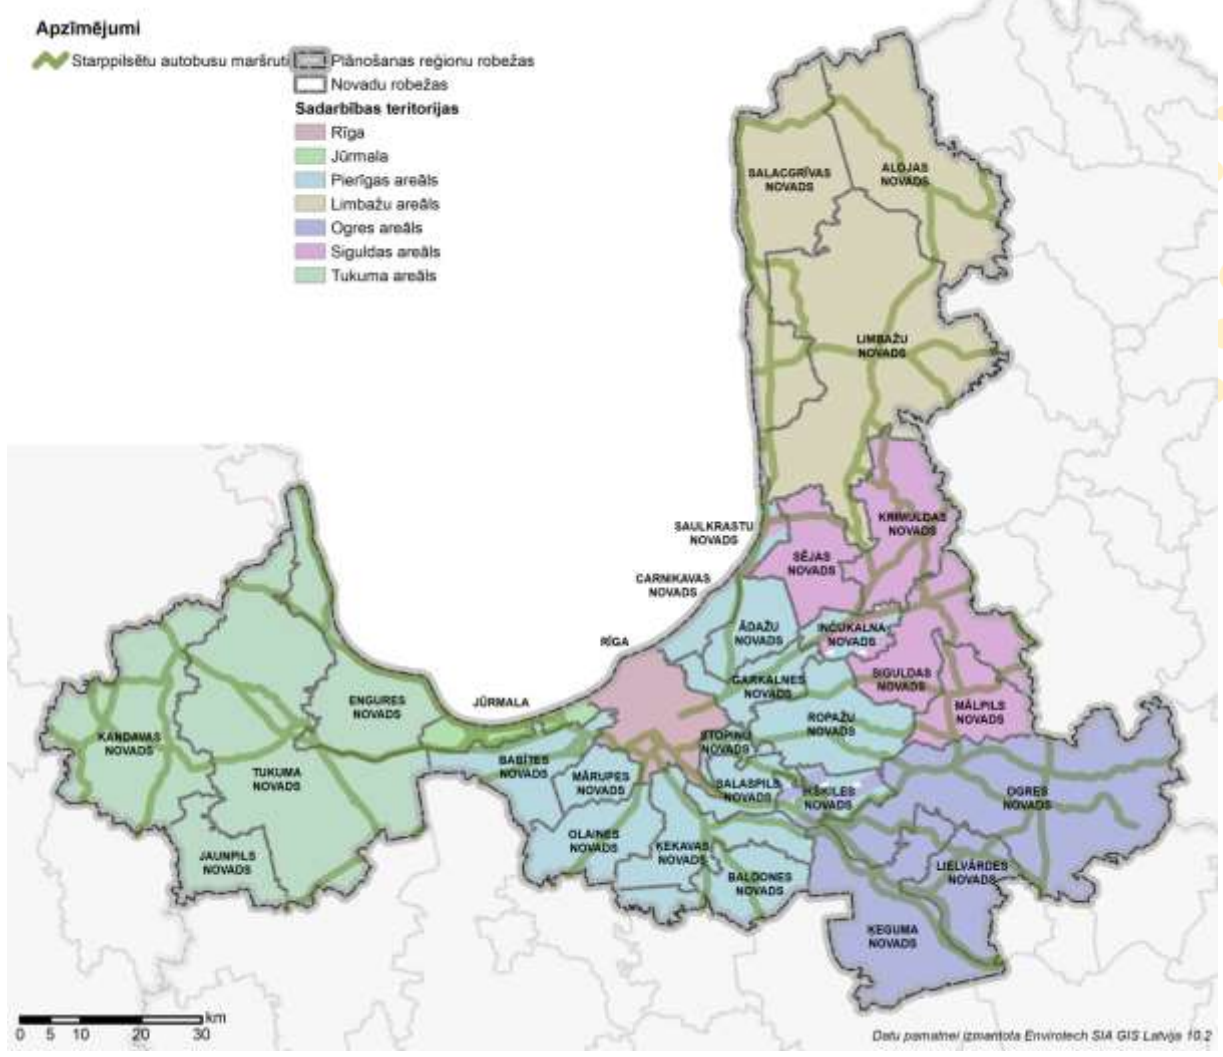 Apzīmējumi
Starppilsētu autobusu maršruti
Plānošanas reģionu robežas
Novadu robežas
Sadarbības teritorijas
Rīga
Jūrmala
Pierīgas areāls
Limbažu areāls
Ogres areāls
Siguldas areāls
Tukuma areāls
SALACGRĪVAS
NOVADS
ALOJAS
NOVADS
LIMBAŽU
NOVADS
SAULKRASTU
NOVADS
KRIMULDAS
NOVADS
SĒJAS
NOVADS
CARNIKAVAS
NOVADS
ĀDAŽU
NOVADS
INČUKALNA
NOVADS
RĪGA
GARKALNES
NOVADS
SIGULDAS
NOVADS
MĀLPILS
NOVADS
ENGURES
NOVADS
JŪRMALA
ROPAŽU
NOVADS
KANDAVAS
NOVADS
STOPIŅU
NOVADS
BABĪTES
NOVADS
TUKUMA
NOVADS
MĀRUPES
NOVADS
SALASPILS
NOVADS
IKŠĶILES
NOVADS
OGRES
NOVADS
OLAINES
NOVADS
ĶEKAVAS
NOVADS
JAUNPILS
NOVADS
BALDONES
NOVADS
LIELVĀRDES
NOVADS
ĶEGUMA
NOVADS
km
0 5 10 20 30
Datu pamatnei izmantota Envirotech SIA GIS Latvija 10.2